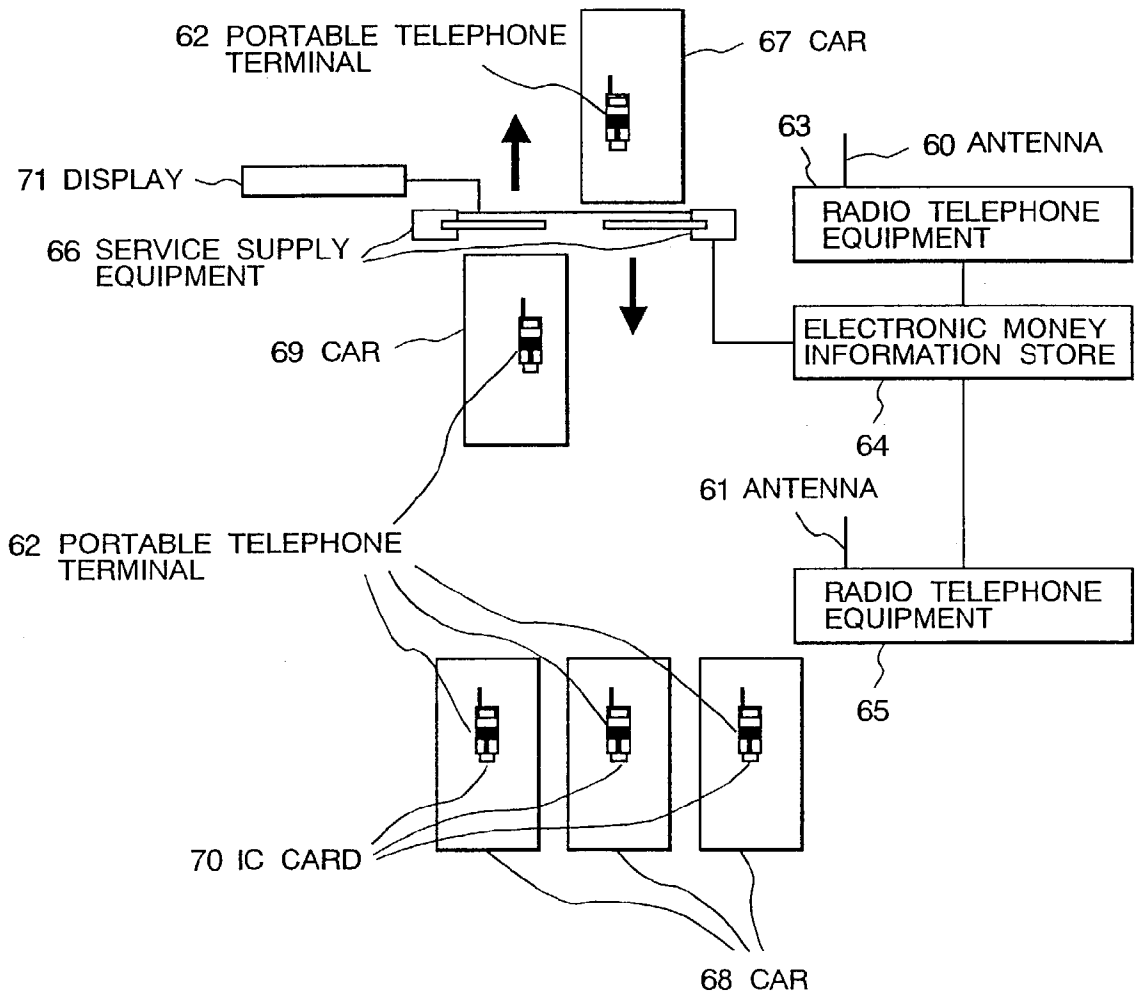 62 PORTABLE TELEPHONE
TERMINAL
67 CAR
63
60 ANTENNA
71 DISPLAY
RADIO TELEPHONE
EQUIPMENT
66 SERVICE SUPPLY
EQUIPMENT
ELECTRONIC MONEY
INFORMATION STORE
69 CAR
64
61 ANTENNA
62 PORTABLE TELEPHONE
TERMINAL
RADIO TELEPHONE
EQUIPMENT
65
70 IC CARD
68 CAR